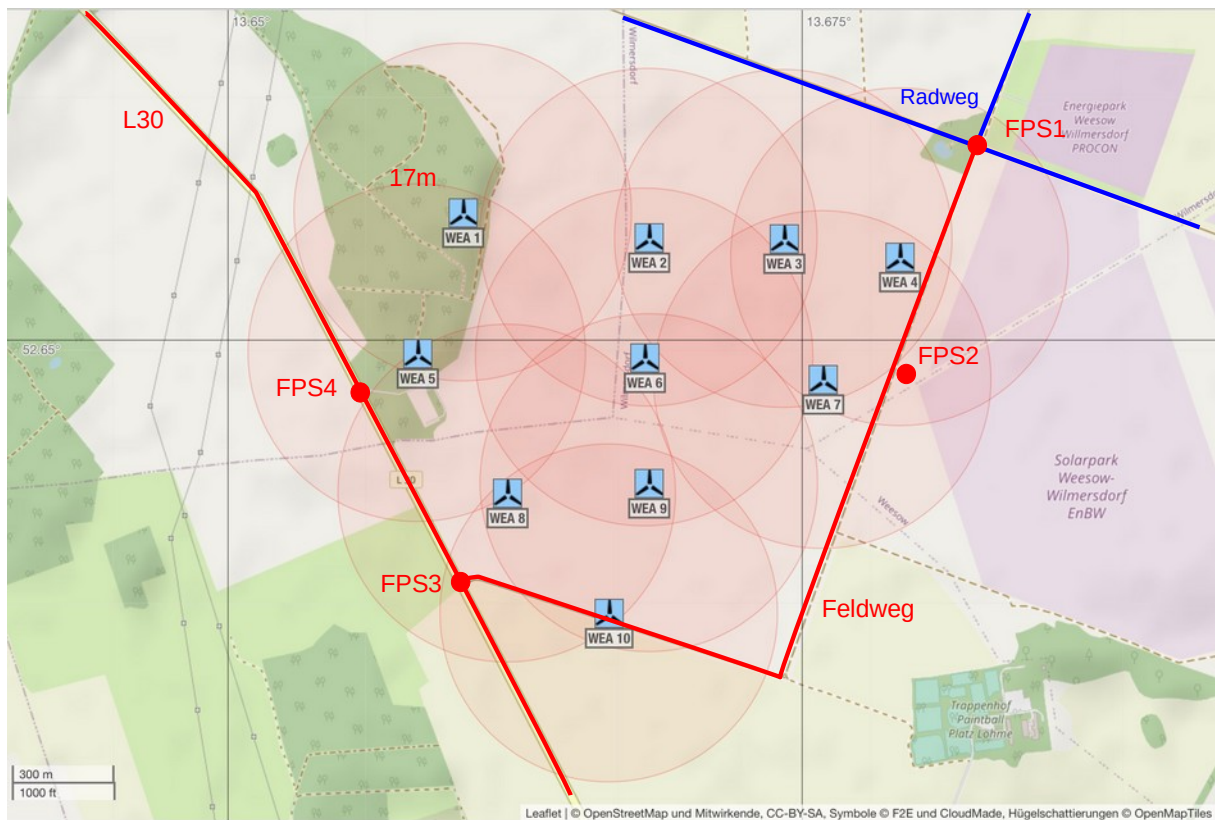 13.65°
13.675°
Wilmersdorf
L30
Radweg
Energiepark
Weesow
Willmersdorf
PROCON
FPS1
17m
WEA 1
WEA 2
WEA 3
WEA 4
52.65°
WEA 5
WEA 6
WEA 7
FPS2
FPS4
WEA 8
WEA 9
Weesow
Solarpark
Weesow-
Wilmersdorf
EnBW
FPS3
WEA 10
Feldweg
Trappenhof
Paintball
Platz Löhme
300 m
1000 ft
Leaflet | © OpenStreetMap und Mitwirkende, CC-BY-SA, Symbole © F2E und CloudMade, Hügelschattierungen © OpenMapTiles